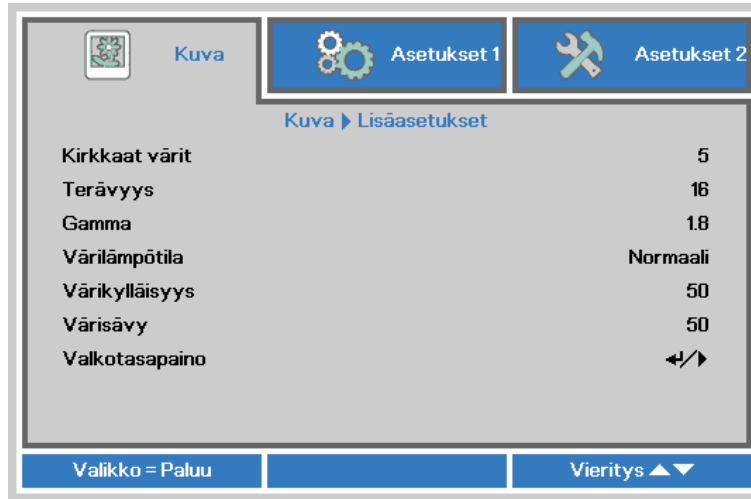 Kuva
Asetukset 1
Asetukset 2
Kuva ▶ Lisäasetukset
Kirkkaat värit 5
Terävyys 16
Gamma 1.8
Värilämpötila Normaali
Värikylläisyys 50
Värisävy 50
Valkotasapaino ↵/▶
Valikko = Paluu
Vieritys ▲▼